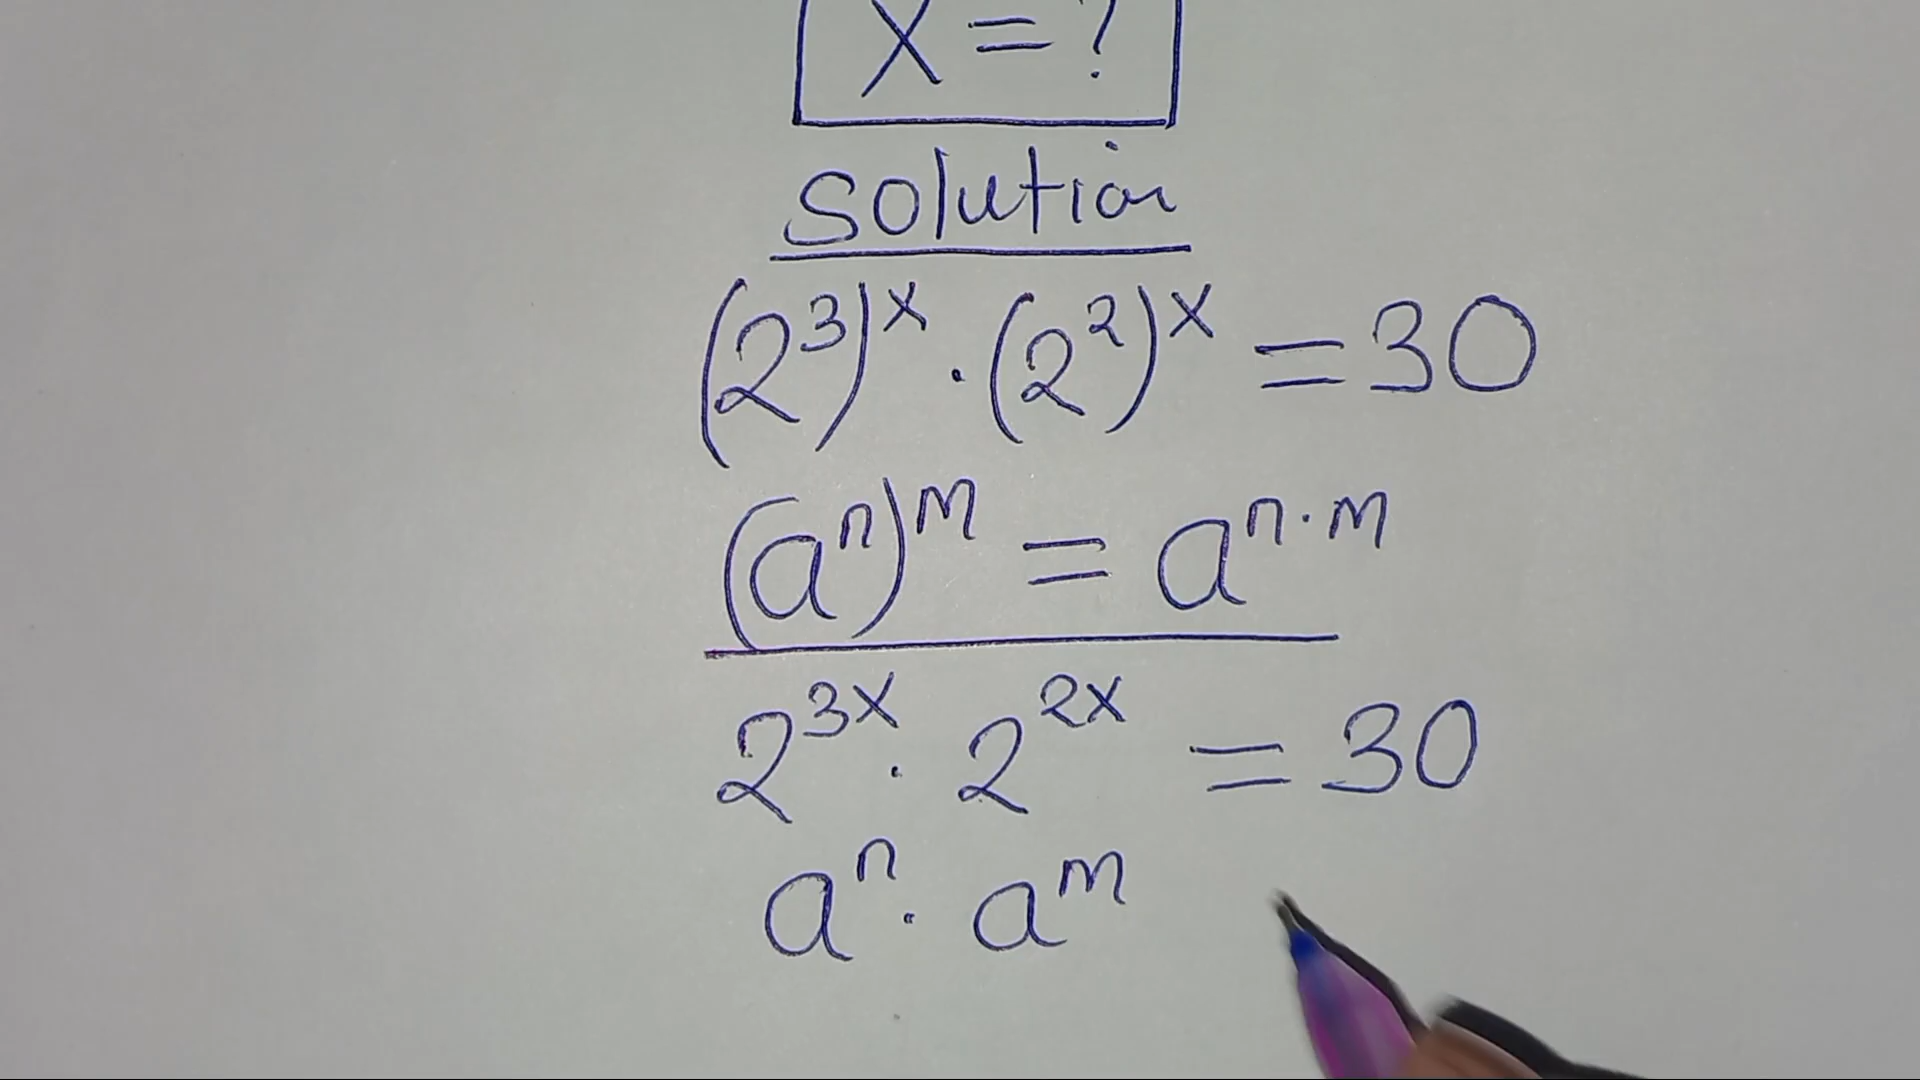 X = ?
Solution
(2³)ˣ · (2²)ˣ = 30
(aⁿ)ᵐ = aⁿ·ᵐ
2³ˣ · 2²ˣ = 30
aⁿ · aᵐ